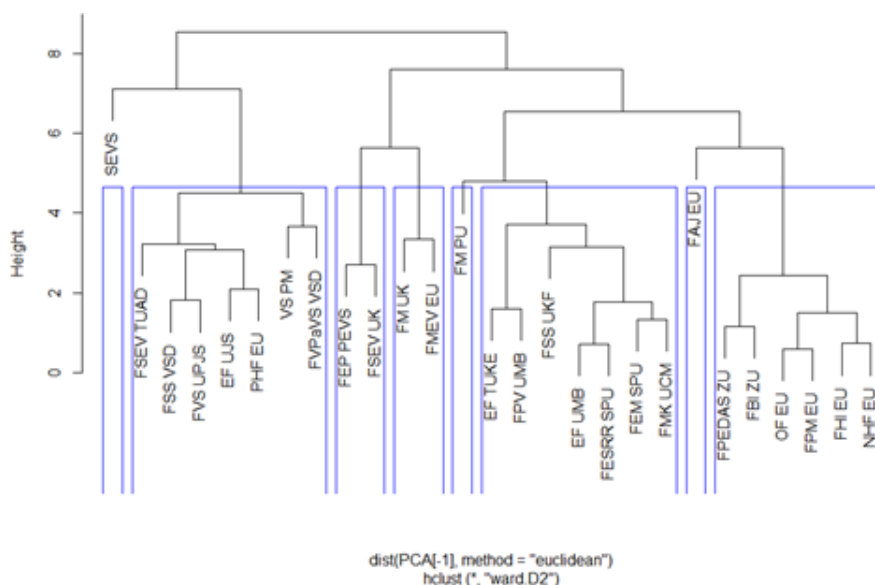 Height
8
6
4
2
0
SEVS
FSEV TUAD
FSS VSD
FVS UPJS
EF UJS
PHF EU
VS PM
FVPaVS VSD
FEP PEVS
FSEV UK
FM UK
FMEV EU
FM PU
EF TUKE
FPV UMB
FSS UKF
EF UMB
FESRR SPU
FEM SPU
FMK UCM
FAJ EU
FPEDAS ZU
FBI ZU
OF EU
FPM EU
FHI EU
NHF EU
dist(PCA[-1], method = "euclidean")
hclust (*, "ward.D2")